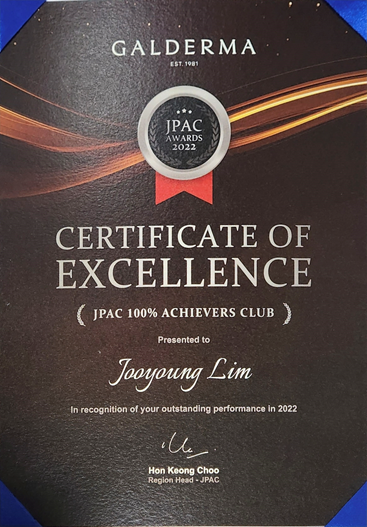 GALDERMA
EST. 1981
JPAC
AWARDS
2022
CERTIFICATE OF
EXCELLENCE
JPAC 100% ACHIEVERS CLUB
Presented to
Jooyoung Lim
In recognition of your outstanding performance in 2022
Hon Keong Choo
Region Head - JPAC